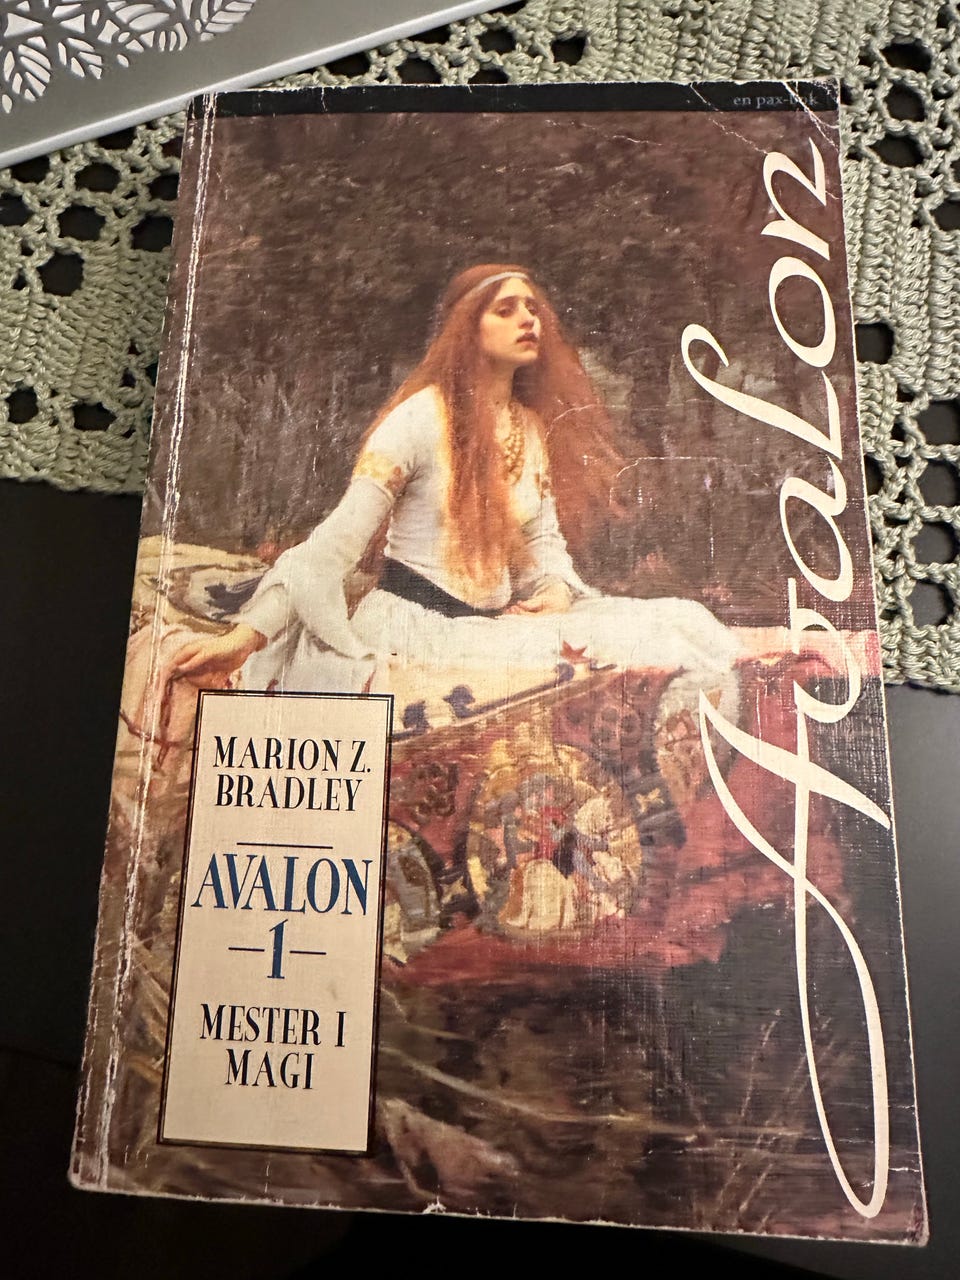 en pax-bok
Avalon
MARION Z.
BRADLEY
AVALON
-1-
MESTER I
MAGI